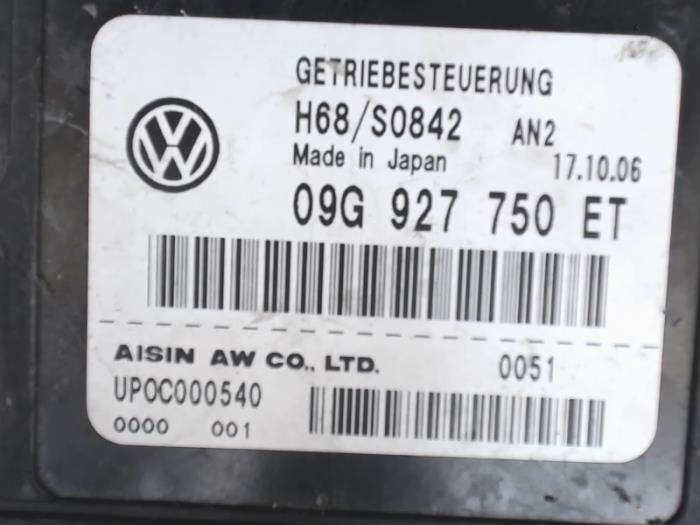 GETRIEBESTEUERUNG
H68/S0842 AN2
Made in Japan 17.10.06
09G 927 750 ET
AISIN AW CO., LTD. 0051
UPOC000540
0000 001